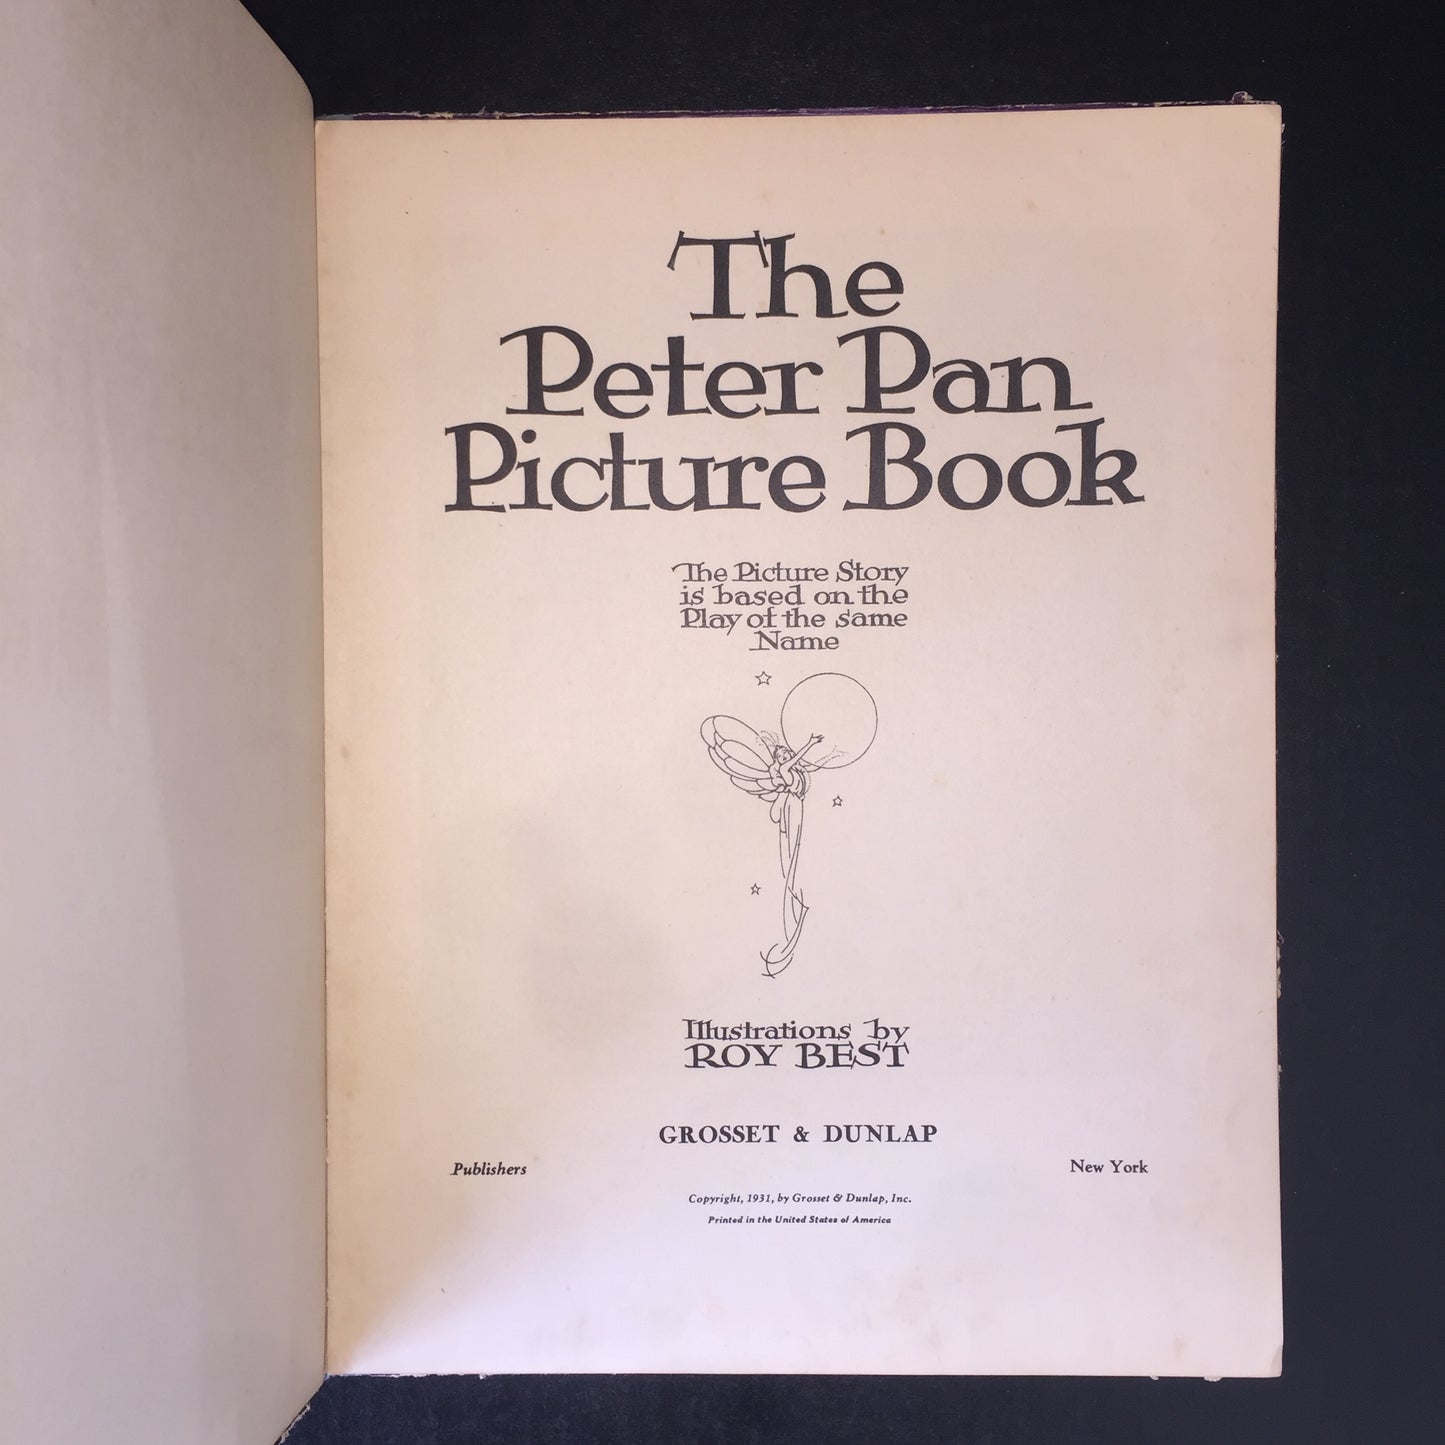 The
Peter Pan
Picture Book
The Picture Story
is based on the
Play of the same
Name
Illustrations by
ROY BEST
GROSSET & DUNLAP
Publishers
New York
Copyright, 1931, by Grosset & Dunlap, Inc.
Printed in the United States of America